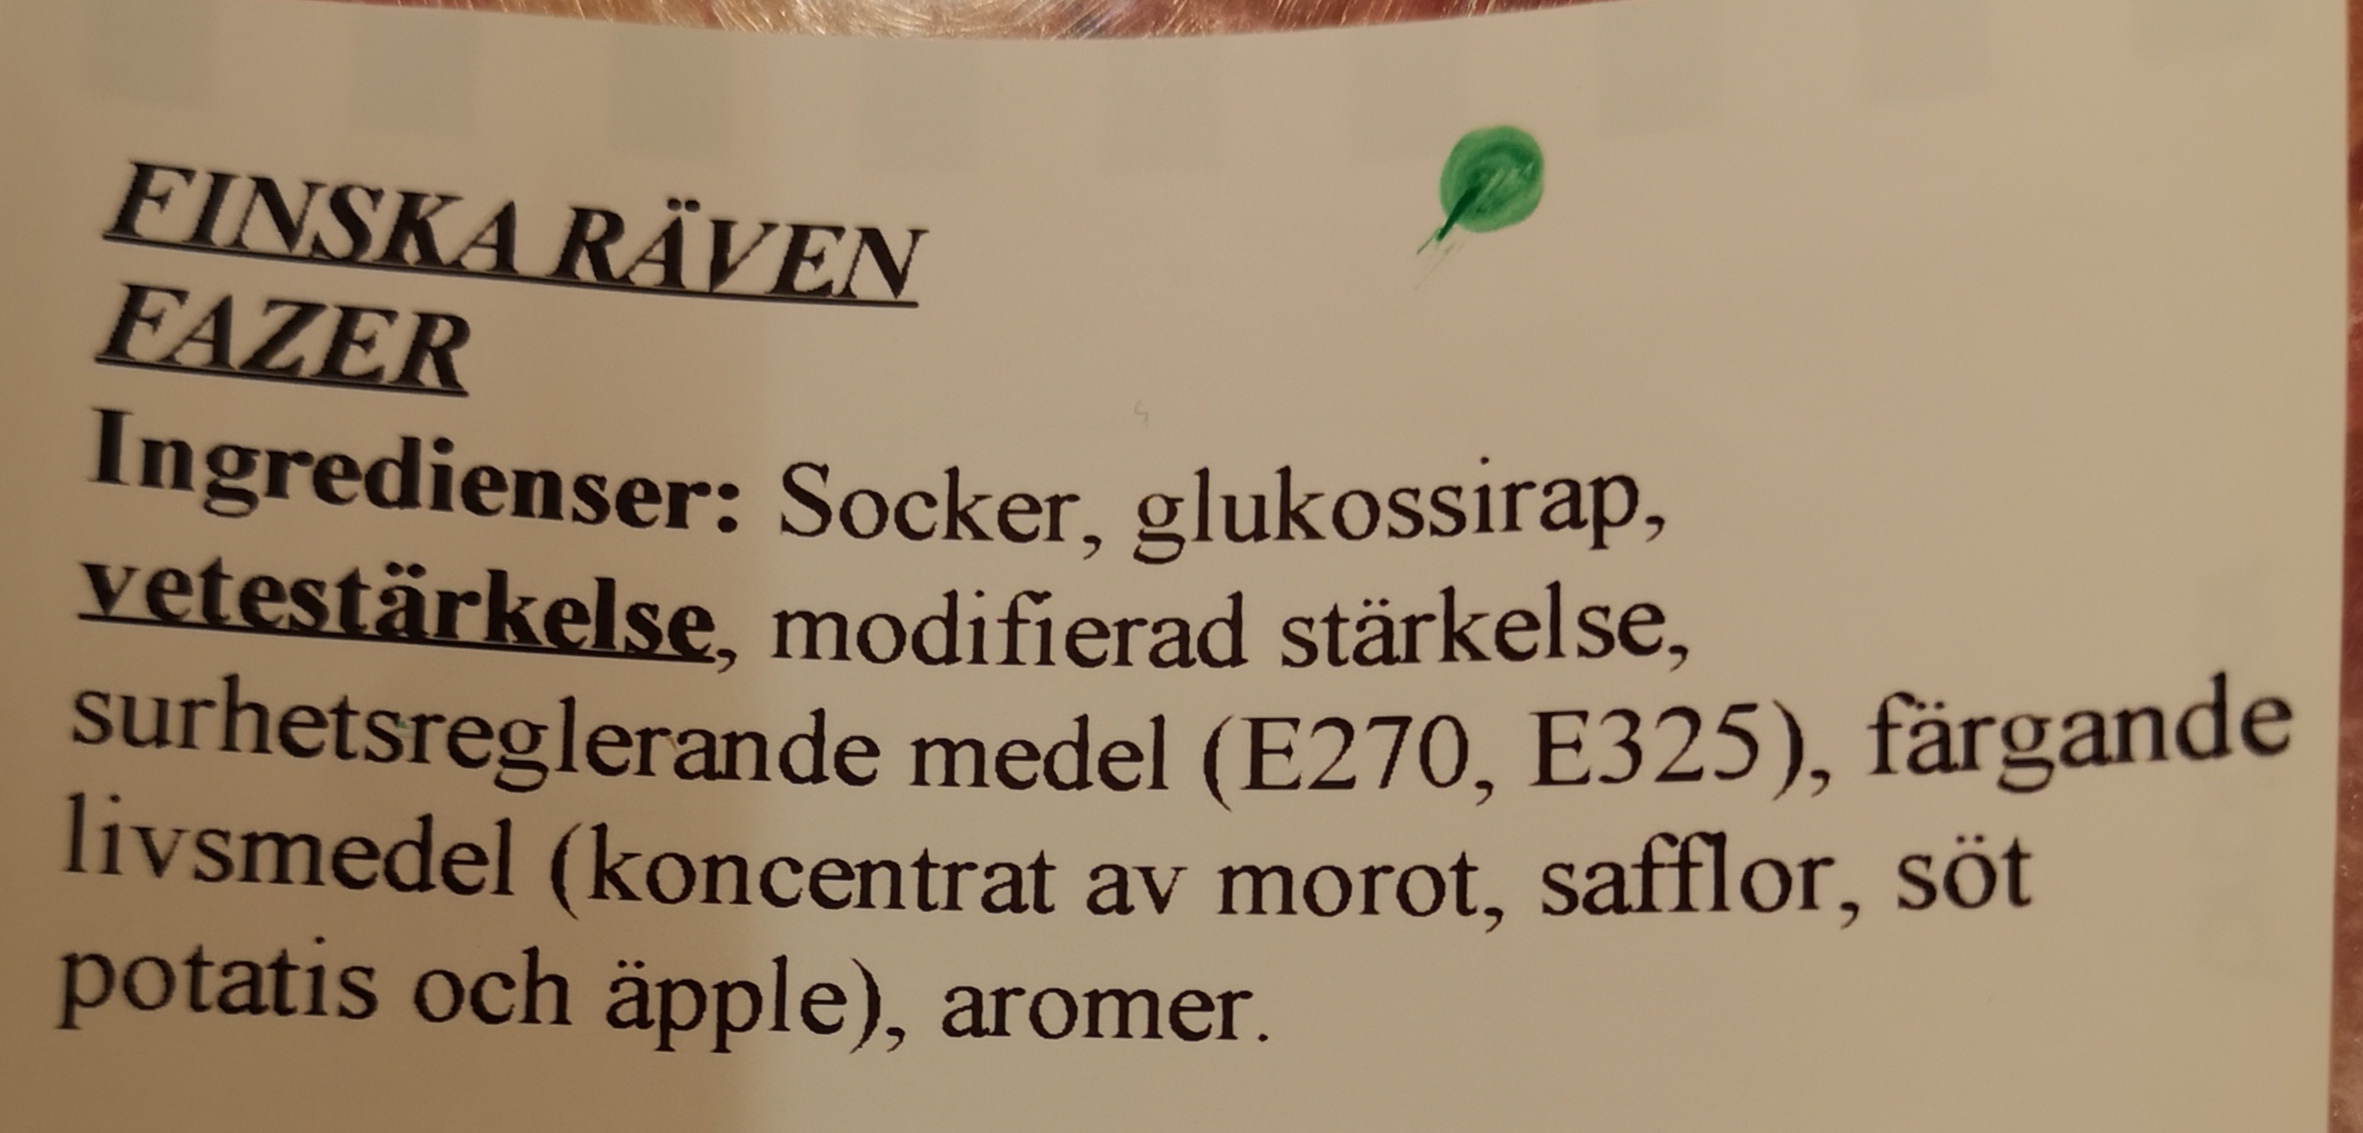 FINSKA RÄVEN
FAZER
Ingredienser: Socker, glukossirap,
vetestärkelse, modifierad stärkelse,
surhetsreglerande medel (E270, E325), färgande
livsmedel (koncentrat av morot, safflor, söt
potatis och äpple), aromer.